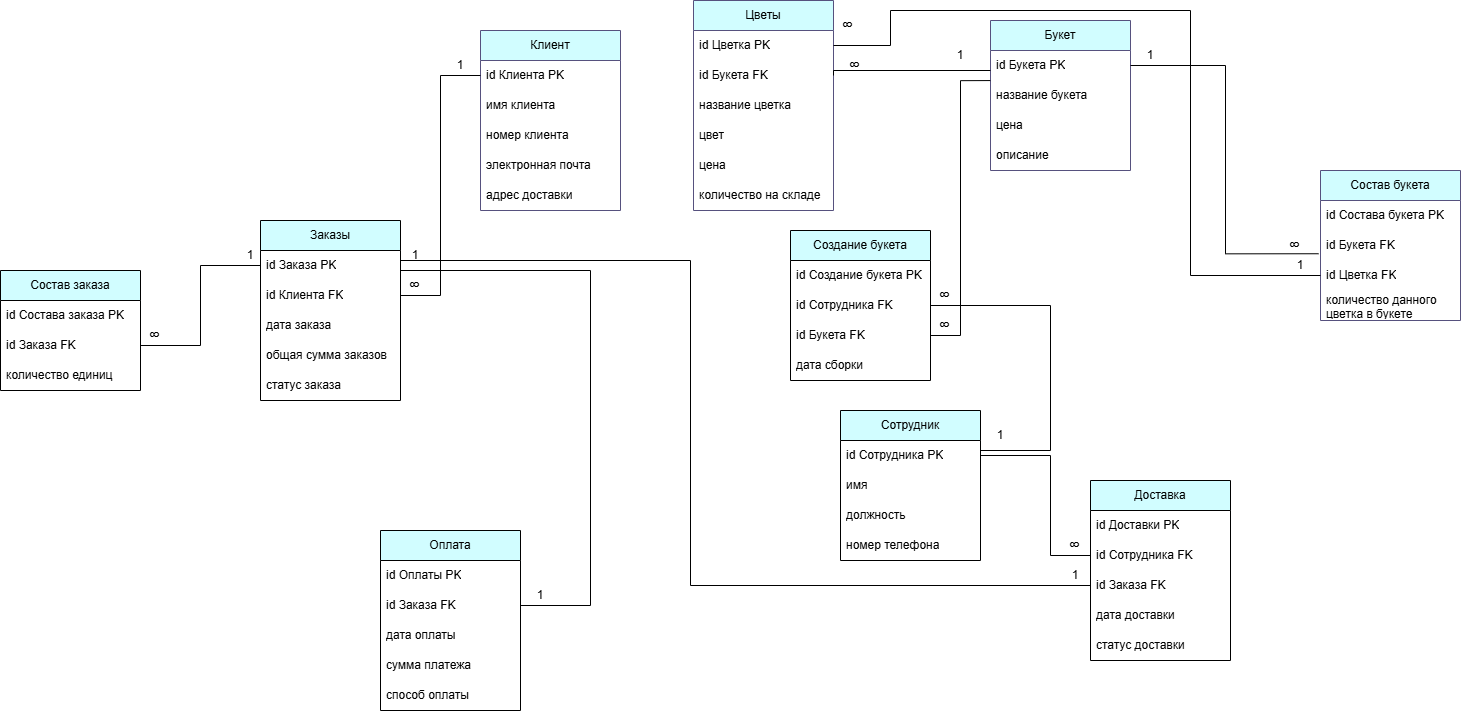 Цветы
id Цветка PK
id Букета FK
название цветка
цвет
цена
количество на складе
∞
∞
1
Букет
id Букета PK
название букета
цена
описание
1
Клиент
id Клиента PK
имя клиента
номер клиента
электронная почта
адрес доставки
1
Состав букета
id Состава букета PK
id Букета FK
id Цветка FK
количество данного
цветка в букете
∞
1
Заказы
id Заказа PK
id Клиента FK
дата заказа
общая сумма заказов
статус заказа
1
1
∞
Создание букета
id Создание букета PK
id Сотрудника FK
id Букета FK
дата сборки
∞
∞
Состав заказа
id Состава заказа PK
id Заказа FK
количество единиц
∞
Сотрудник
id Сотрудника PK
имя
должность
номер телефона
1
Доставка
id Доставки PK
id Сотрудника FK
id Заказа FK
дата доставки
статус доставки
∞
1
Оплата
id Оплаты PK
id Заказа FK
дата оплаты
сумма платежа
способ оплаты
1